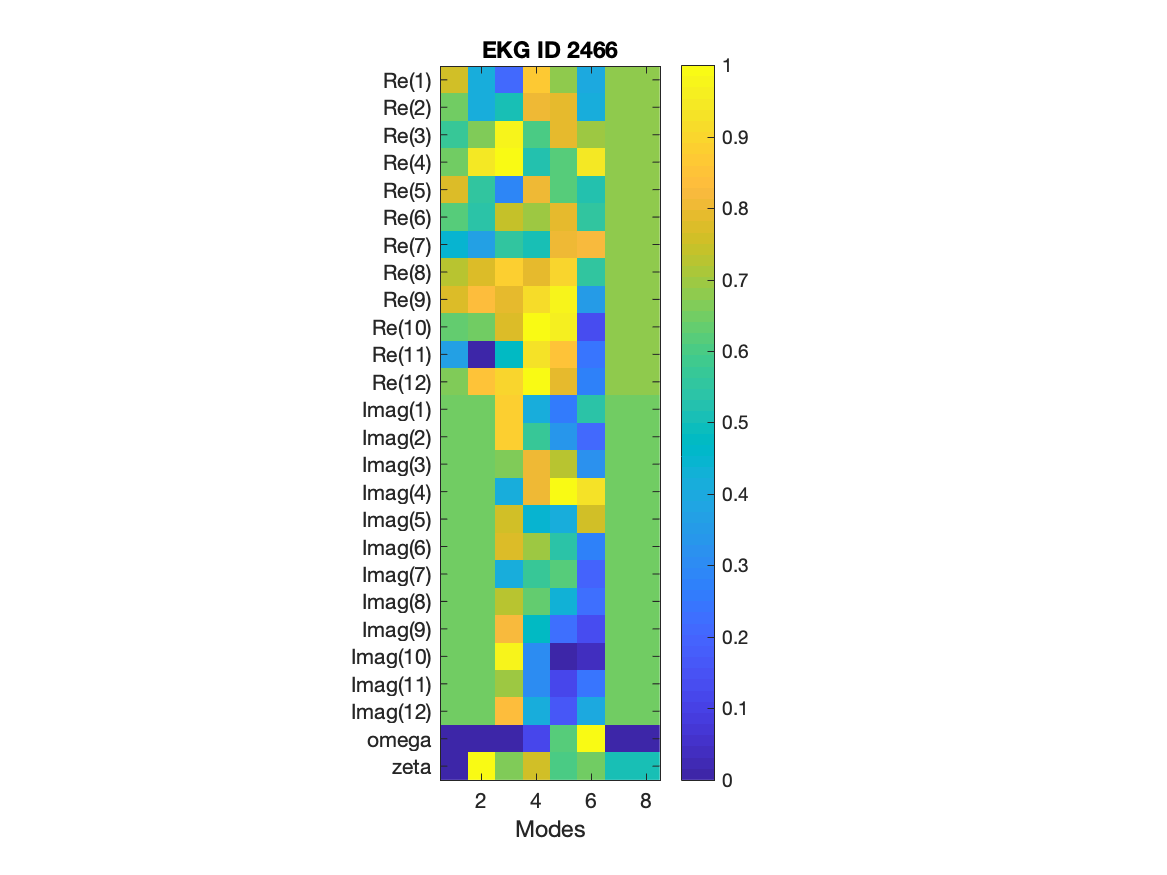 EKG ID 2466
Re(1)
Re(2)
Re(3)
Re(4)
Re(5)
Re(6)
Re(7)
Re(8)
Re(9)
Re(10)
Re(11)
Re(12)
Imag(1)
Imag(2)
Imag(3)
Imag(4)
Imag(5)
Imag(6)
Imag(7)
Imag(8)
Imag(9)
Imag(10)
Imag(11)
Imag(12)
omega
zeta
2 4 6 8
Modes
1
0.9
0.8
0.7
0.6
0.5
0.4
0.3
0.2
0.1
0